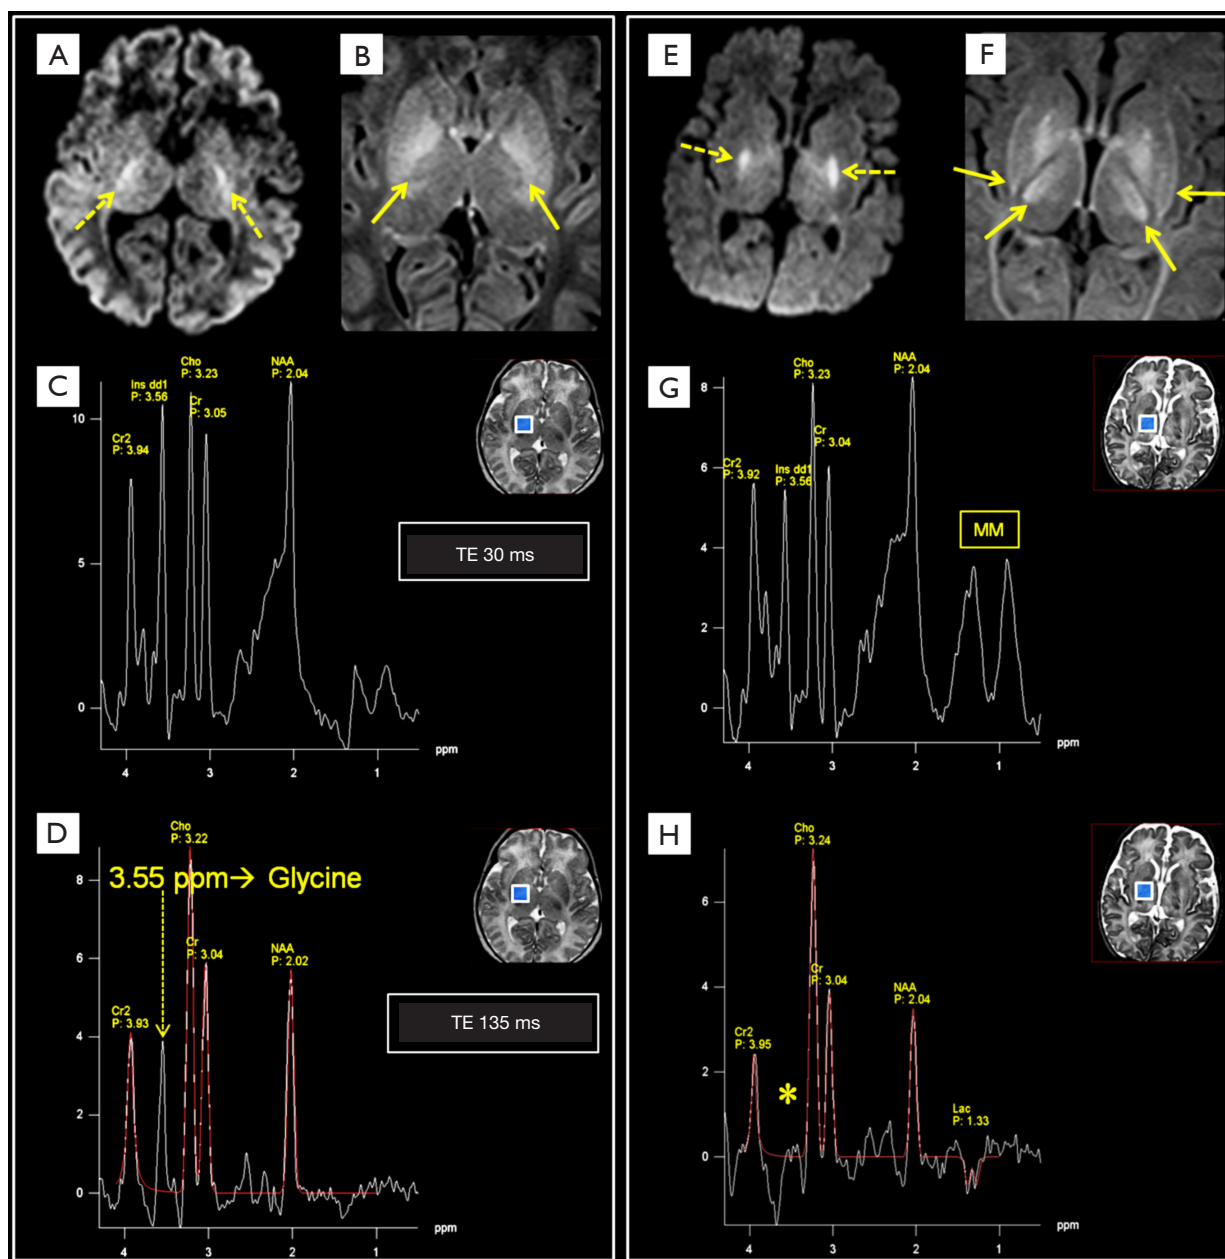 A
B
E
F
C
Cho
P: 3.23
NAA
P: 2.04
Ins dd1
P: 3.56
Cr
P: 3.05
Cr2
P: 3.94
10
5
0
TE 30 ms
ppm
4
3
2
1
G
Cho
P: 3.23
NAA
P: 2.04
Cr
P: 3.04
Cr2
P: 3.92
Ins dd1
P: 3.56
MM
8
6
4
2
0
ppm
4
3
2
1
D
Cho
P: 3.22
3.55 ppm→ Glycine
Cr
P: 3.04
NAA
P: 2.02
Cr2
P: 3.93
8
6
4
2
0
TE 135 ms
ppm
4
3
2
1
H
Cho
P: 3.24
Cr
P: 3.04
NAA
P: 2.04
Cr2
P: 3.95
*
Lac
P: 1.33
6
4
2
0
ppm
4
3
2
1